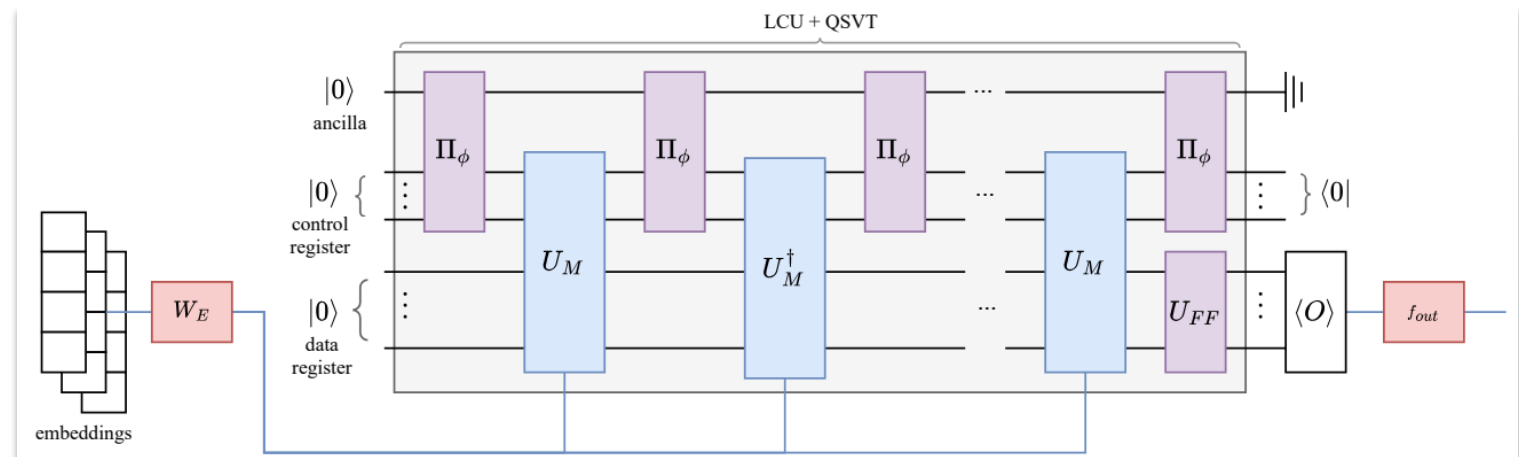 LCU + QSVT
|0⟩
ancilla
Π_ϕ
Π_ϕ
Π_ϕ
...
Π_ϕ
|0⟩ {
control
register
⋮
...
⋮
} ⟨0|
U_M
U_M^†
U_M
W_E
|0⟩ {
data
register
⋮
...
U_FF
⋮
⟨O⟩
f_out
embeddings